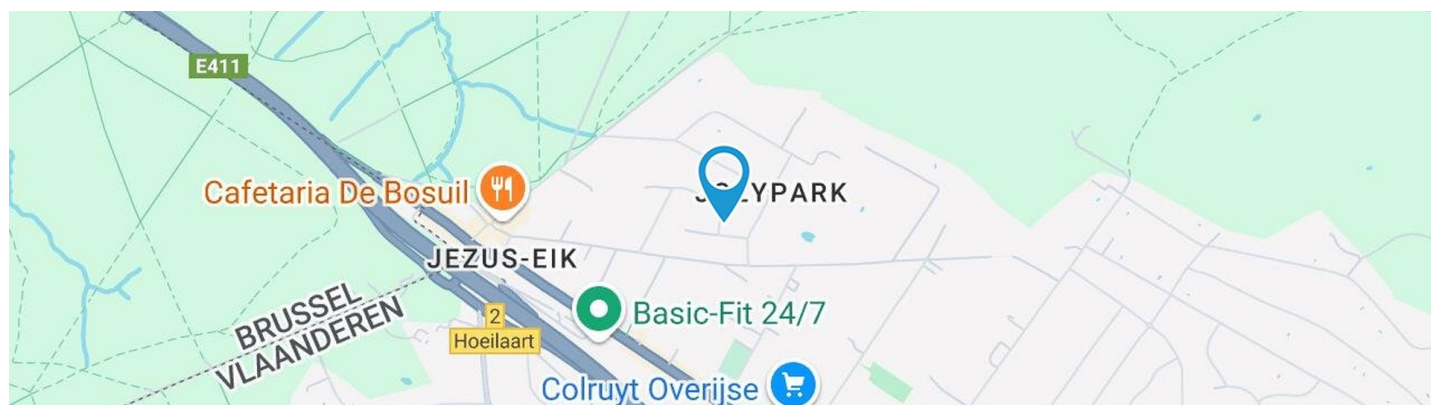 E411
Cafetaria De Bosuil
JEZUS-EIK
BRUSSEL
VLAANDEREN
2
Hoeilaart
Basic-Fit 24/7
Colruyt Overijse